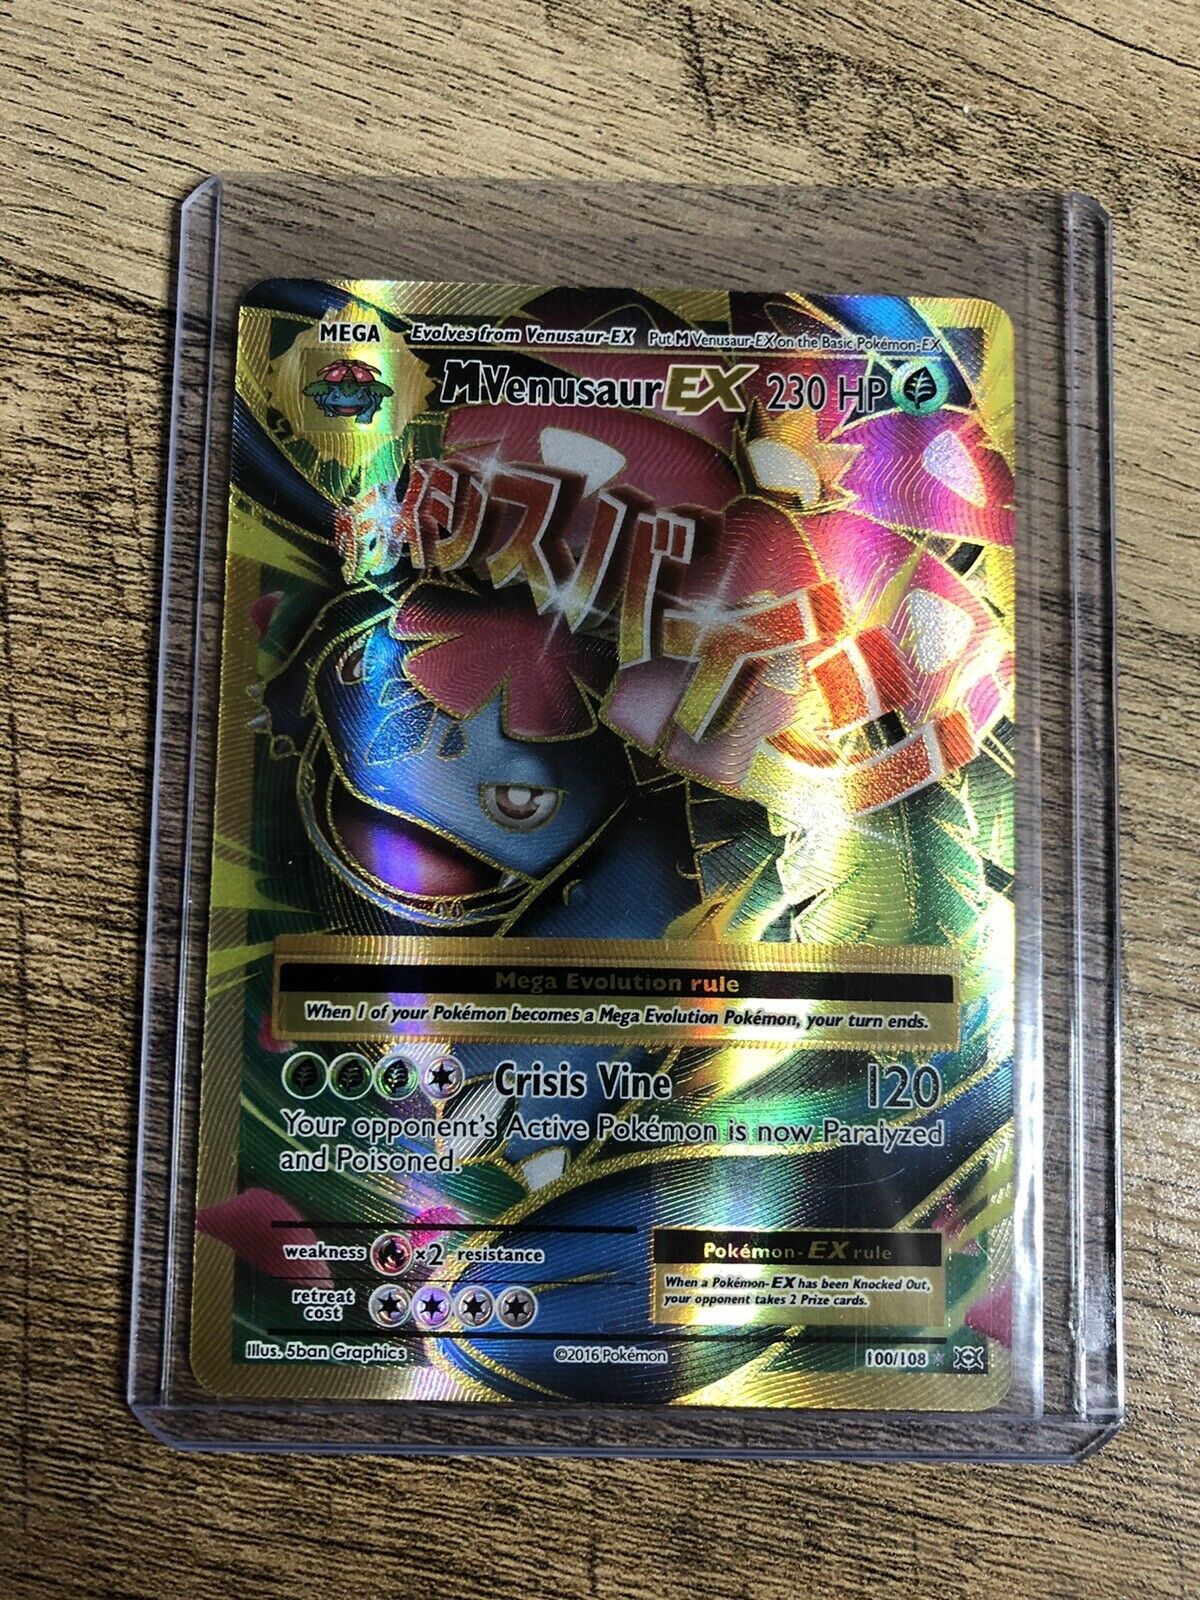 MEGA
Evolves from Venusaur-EX Put M Venusaur-EX on the Basic Pokémon-EX
MVenusaur EX 230 HP
Mega Evolution rule
When 1 of your Pokémon becomes a Mega Evolution Pokémon, your turn ends.
Crisis Vine 120
Your opponent's Active Pokémon is now Paralyzed
and Poisoned.
weakness ×2 resistance
retreat
cost
Pokémon-EX rule
When a Pokémon-EX has been Knocked Out,
your opponent takes 2 Prize cards.
Illus. 5ban Graphics ©2016 Pokémon 100/108